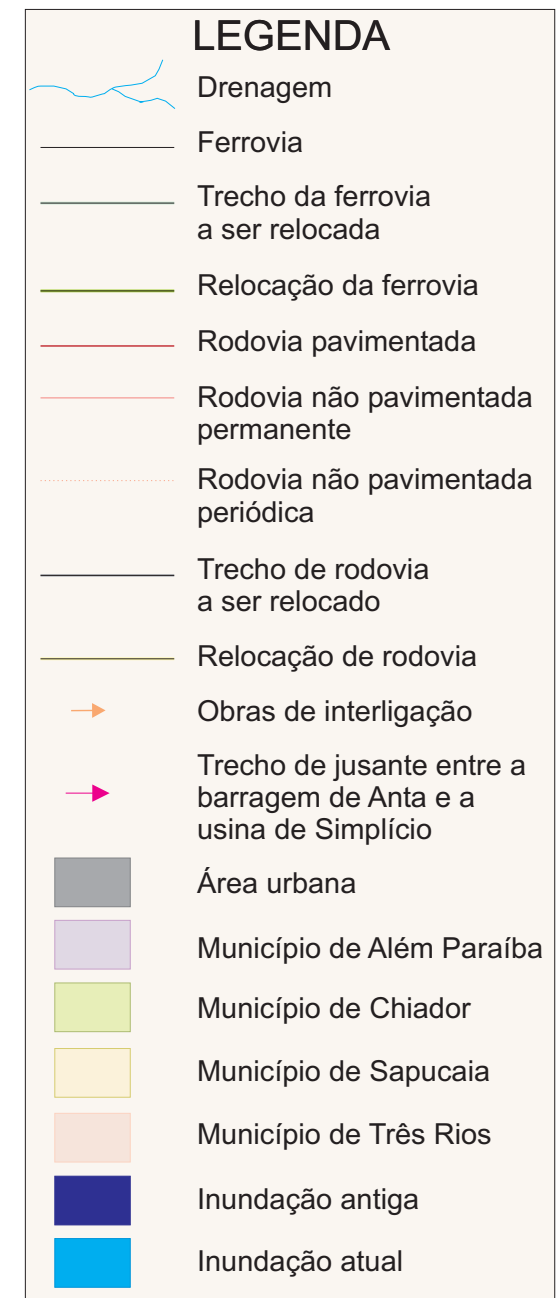 LEGENDA
Drenagem
Ferrovia
Trecho da ferrovia
a ser relocada
Relocação da ferrovia
Rodovia pavimentada
Rodovia não pavimentada
permanente
Rodovia não pavimentada
periódica
Trecho de rodovia
a ser relocado
Relocação de rodovia
Obras de interligação
Trecho de jusante entre a
barragem de Anta e a
usina de Simplício
Área urbana
Município de Além Paraíba
Município de Chiador
Município de Sapucaia
Município de Três Rios
Inundação antiga
Inundação atual